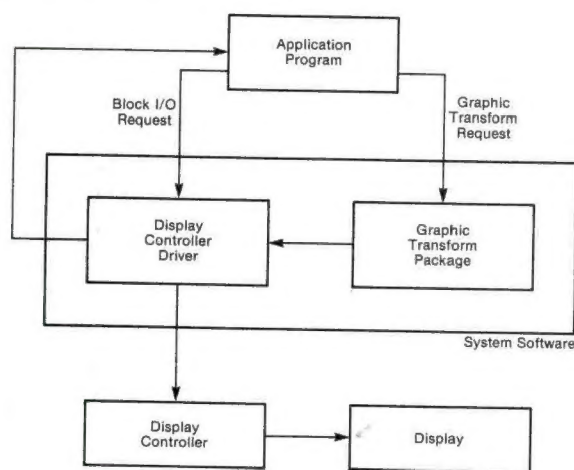 Application
Program
Block I/O
Request
Graphic
Transform
Request
Display
Controller
Driver
Graphic
Transform
Package
System Software
Display
Controller
Display